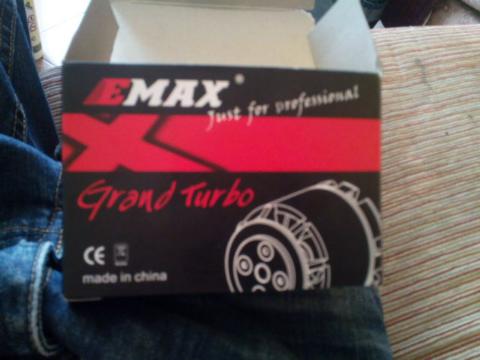 EMAX®
Just for professional
X
Grand Turbo
CE
made in china